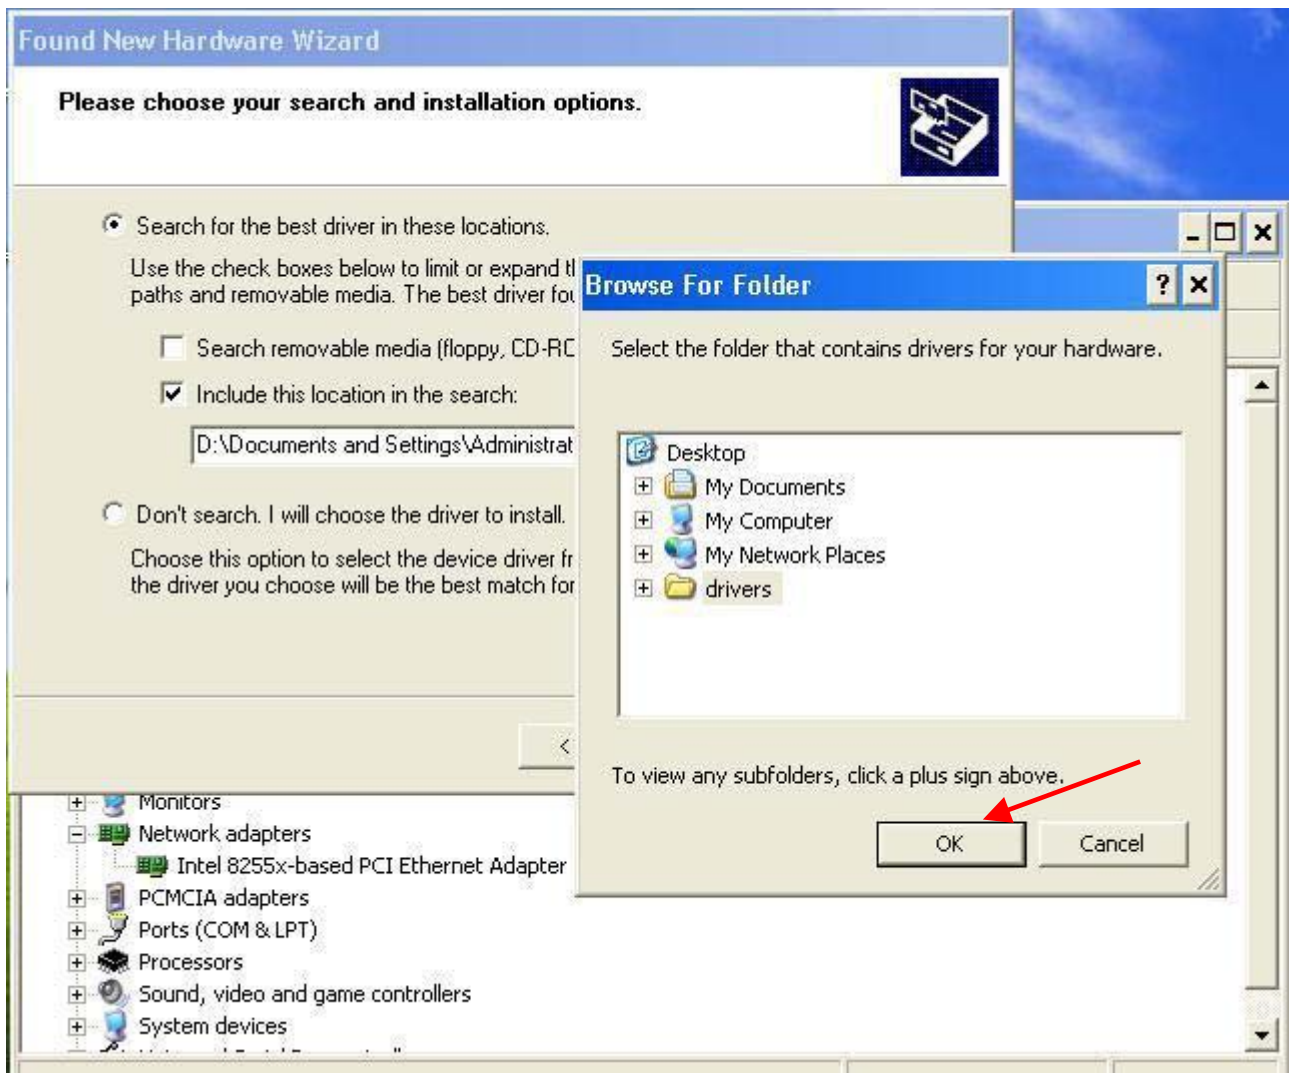 Found New Hardware Wizard
Please choose your search and installation options.
Search for the best driver in these locations.
Use the check boxes below to limit or expand
paths and removable media. The best driver
Search removable media (floppy,
Include this location in the search:
D:\Documents and Settings\Administrat
Don't search. I will choose the driver to install.
Choose this option to select the device driver
the driver you choose will be the best match for
<
Browse For Folder
Select the folder that contains drivers for your hardware.
Desktop
My Documents
My Computer
My Network Places
drivers
To view any subfolders, click a plus sign above.
OK
Cancel
Monitors
Network adapters
Intel 8255x-based PCI Ethernet Adapter
PCMCIA adapters
Ports (COM & LPT)
Processors
Sound, video and game controllers
System devices